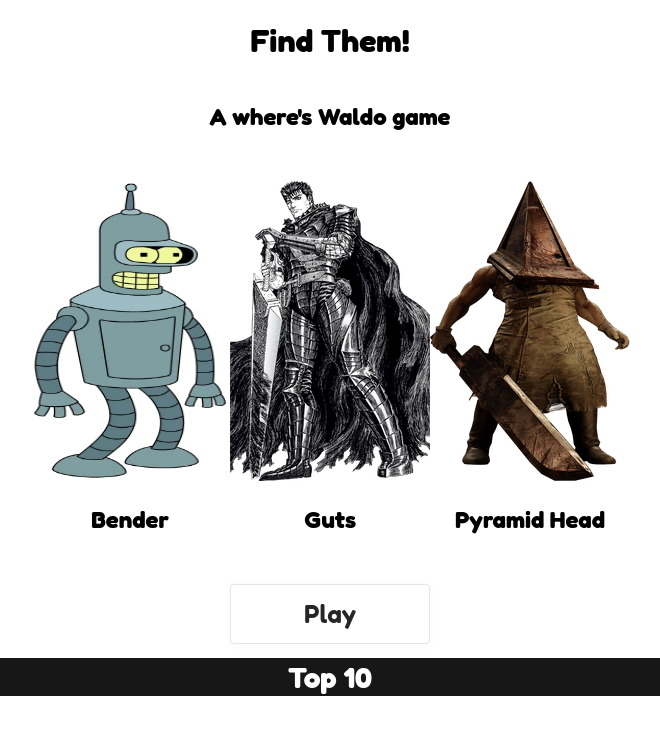 Find Them!
A where's Waldo game
Bender
Guts
Pyramid Head
Play
Top 10